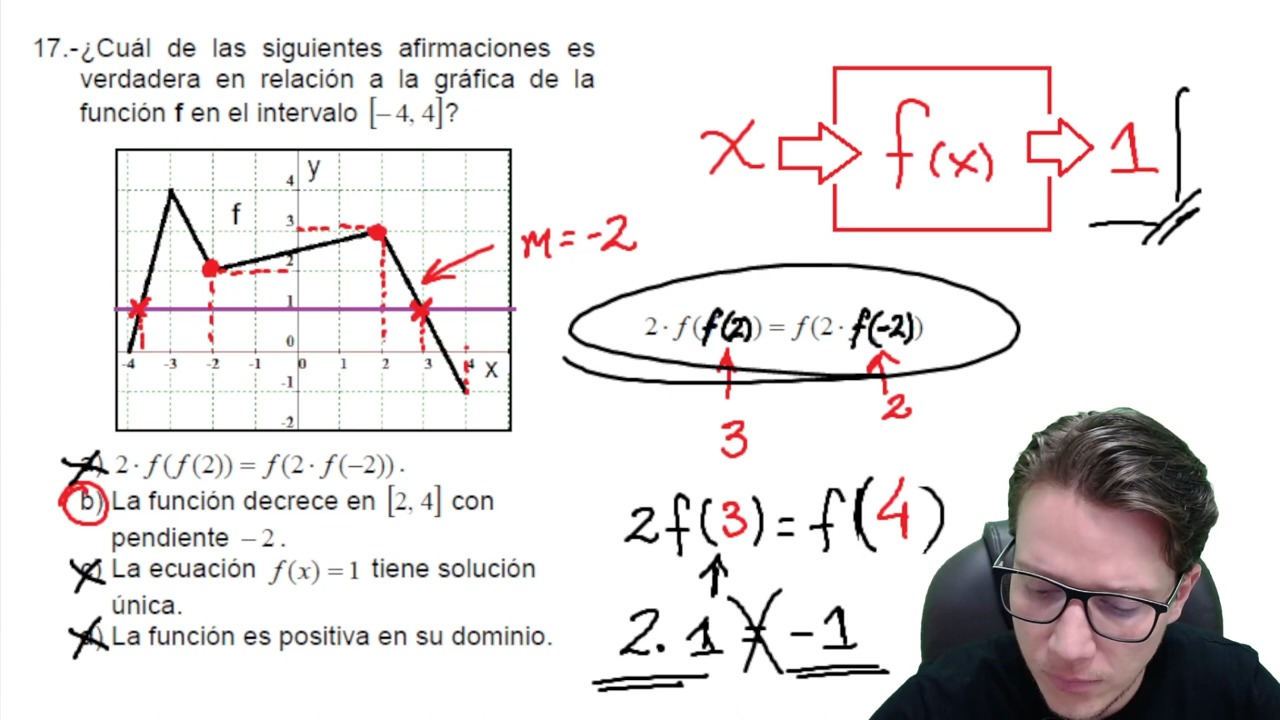 17.-¿Cuál de las siguientes afirmaciones es
verdadera en relación a la gráfica de la
función f en el intervalo [-4, 4]?
y
4
f
3
2
1
0
-4 -3 -2 -1 0 1 2 3 4 x
-1
-2
m = -2
x f(x) 1
2 · f(f(2)) = f(2 · f(-2))
3
2
2f(3) = f(4)
2 . 1 = -1
a) 2 · f(f(2)) = f(2 · f(−2)).
b) La función decrece en [2, 4] con
pendiente −2.
c) La ecuación f(x) = 1 tiene solución
única.
d) La función es positiva en su dominio.